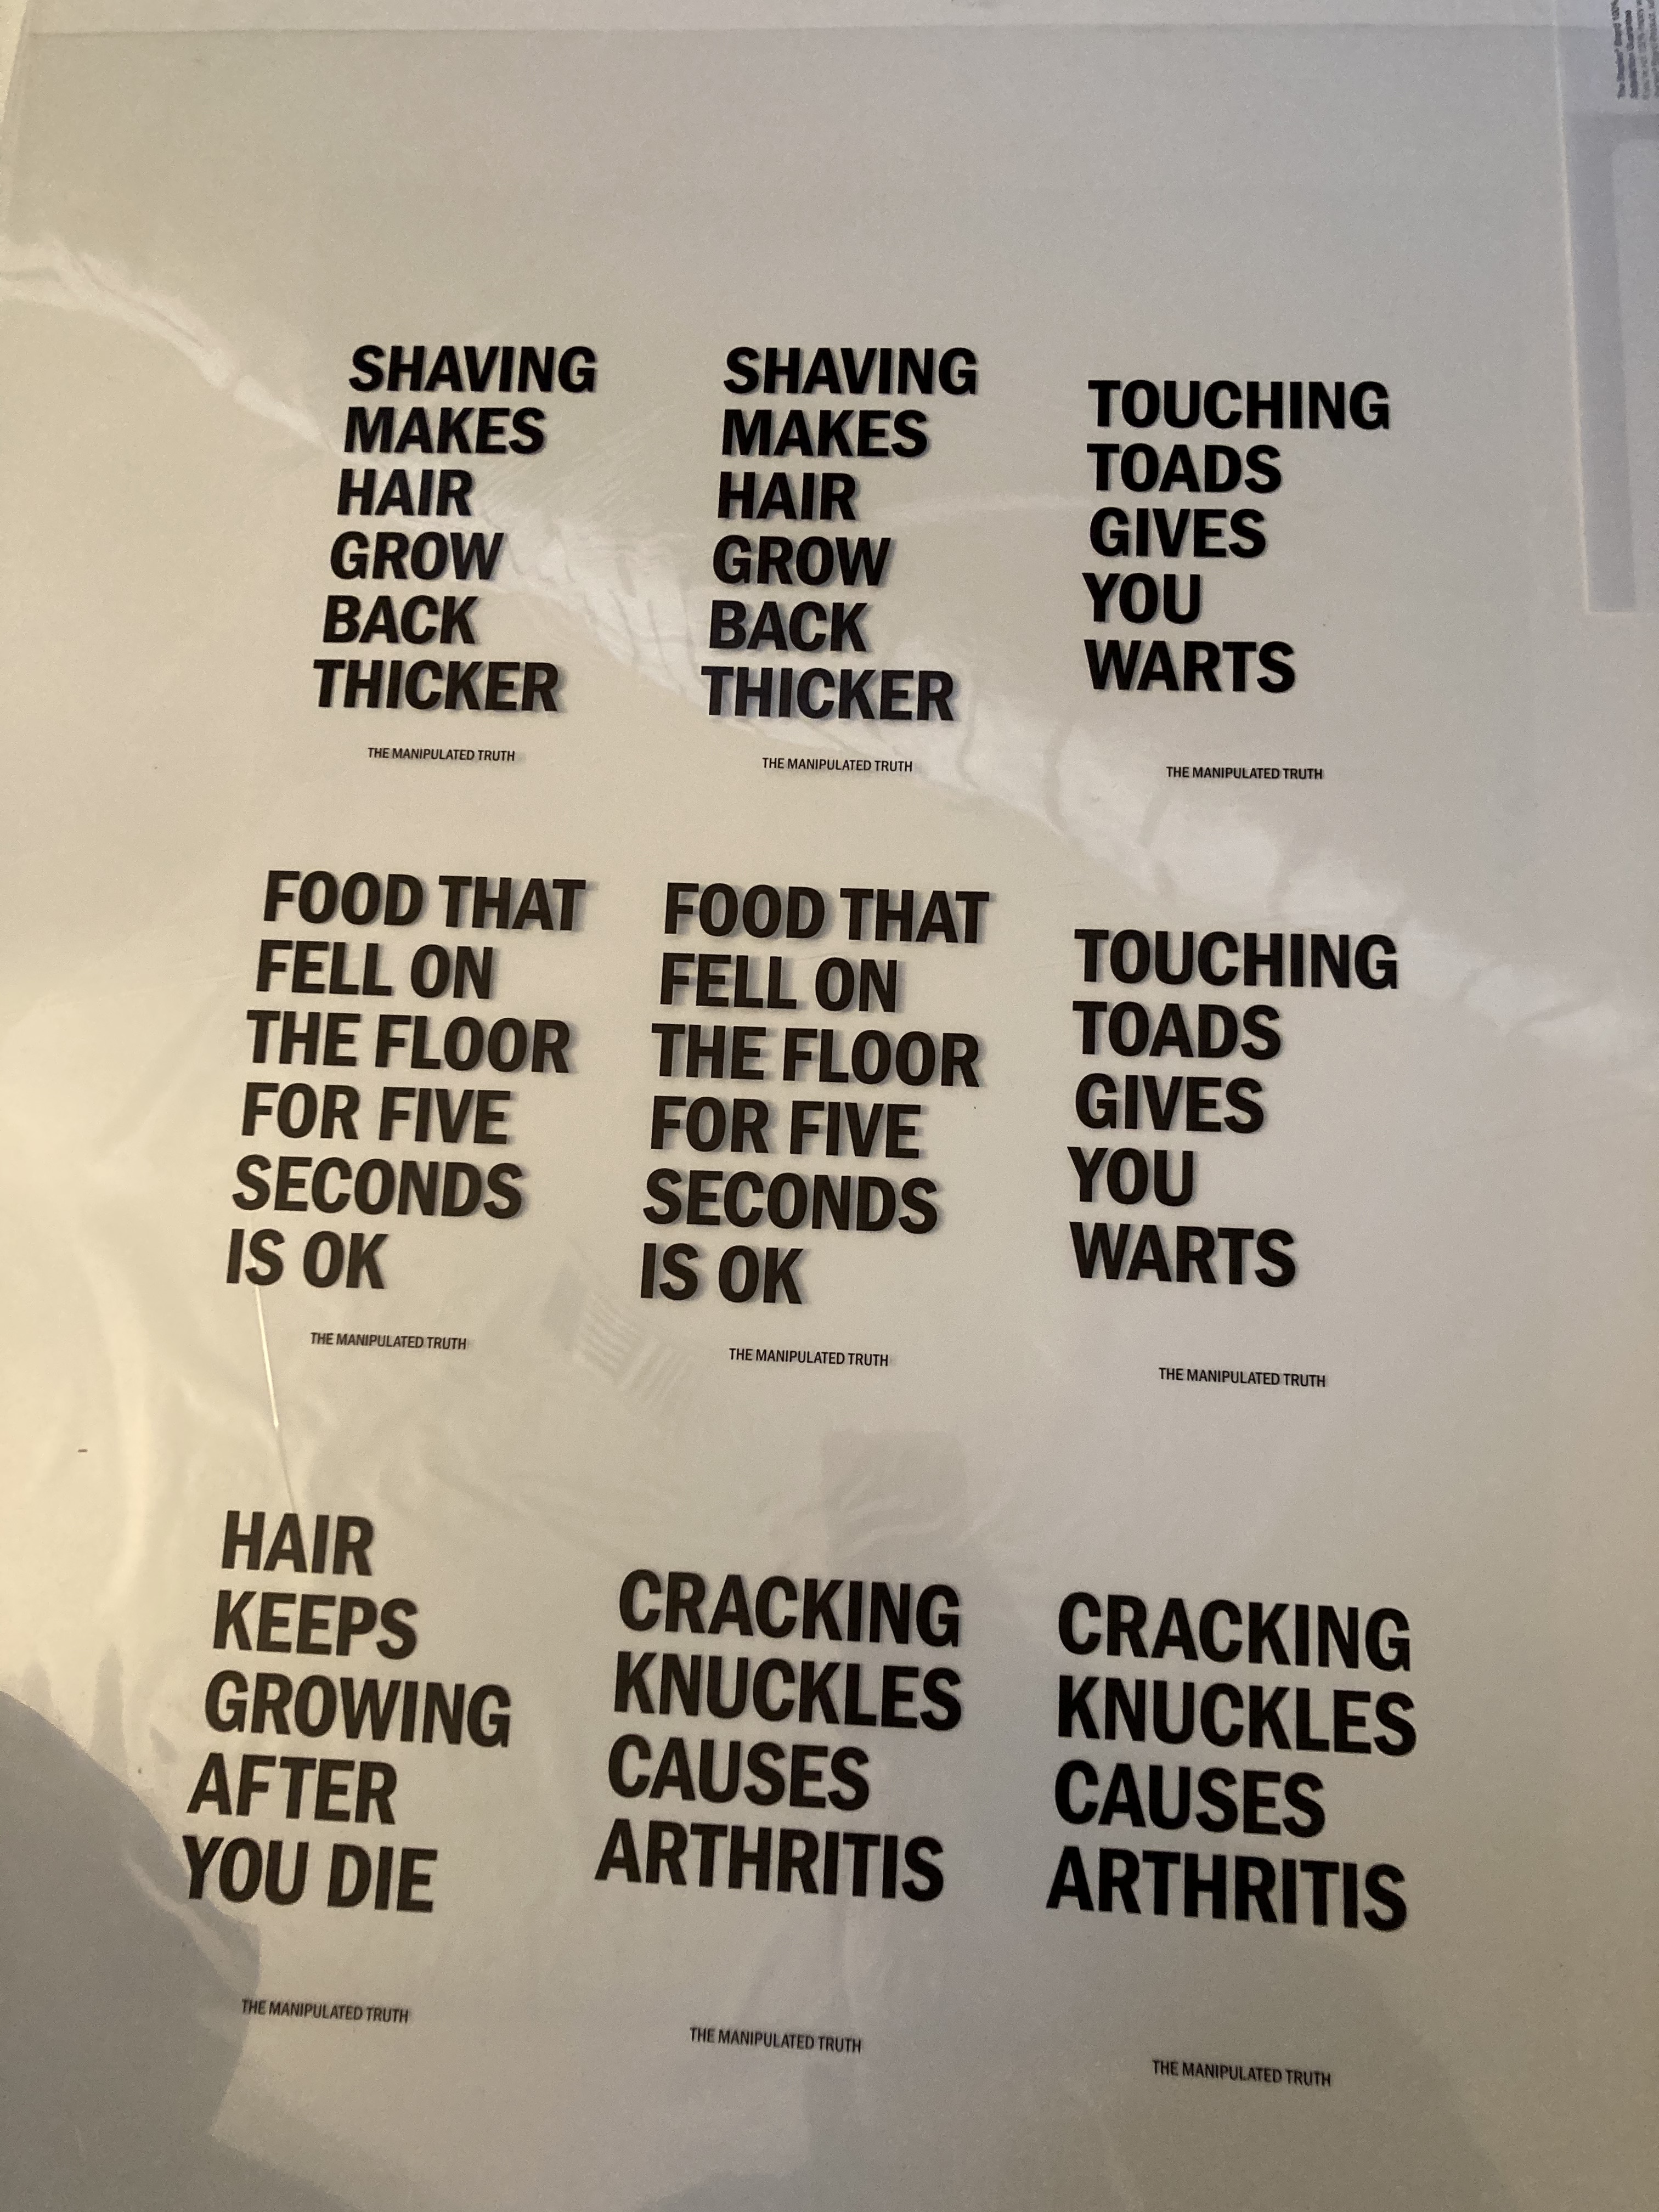 SHAVING
MAKES
HAIR
GROW
BACK
THICKER
THE MANIPULATED TRUTH
SHAVING
MAKES
HAIR
GROW
BACK
THICKER
THE MANIPULATED TRUTH
TOUCHING
TOADS
GIVES
YOU
WARTS
THE MANIPULATED TRUTH
FOOD THAT
FELL ON
THE FLOOR
FOR FIVE
SECONDS
IS OK
THE MANIPULATED TRUTH
FOOD THAT
FELL ON
THE FLOOR
FOR FIVE
SECONDS
IS OK
THE MANIPULATED TRUTH
TOUCHING
TOADS
GIVES
YOU
WARTS
THE MANIPULATED TRUTH
HAIR
KEEPS
GROWING
AFTER
YOU DIE
THE MANIPULATED TRUTH
CRACKING
KNUCKLES
CAUSES
ARTHRITIS
THE MANIPULATED TRUTH
CRACKING
KNUCKLES
CAUSES
ARTHRITIS
THE MANIPULATED TRUTH